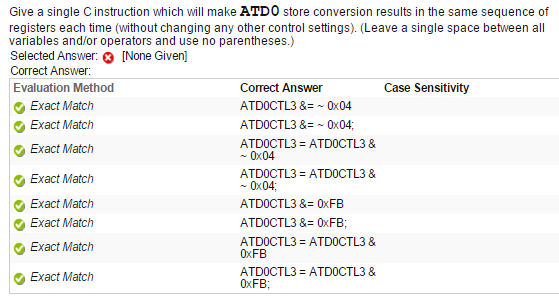 Give a single C instruction which will make ATD0 store conversion results in the same sequence of
registers each time (without changing any other control settings). (Leave a single space between all
variables and/or operators and use no parentheses.)
Selected Answer: [None Given]
Correct Answer:
Evaluation Method Correct Answer Case Sensitivity
Exact Match ATD0CTL3 &= ~ 0x04
Exact Match ATD0CTL3 &= ~ 0x04;
Exact Match ATD0CTL3 = ATD0CTL3 &
~ 0x04
Exact Match ATD0CTL3 = ATD0CTL3 &
~ 0x04;
Exact Match ATD0CTL3 &= 0xFB
Exact Match ATD0CTL3 &= 0xFB;
Exact Match ATD0CTL3 = ATD0CTL3 &
0xFB
Exact Match ATD0CTL3 = ATD0CTL3 &
0xFB;